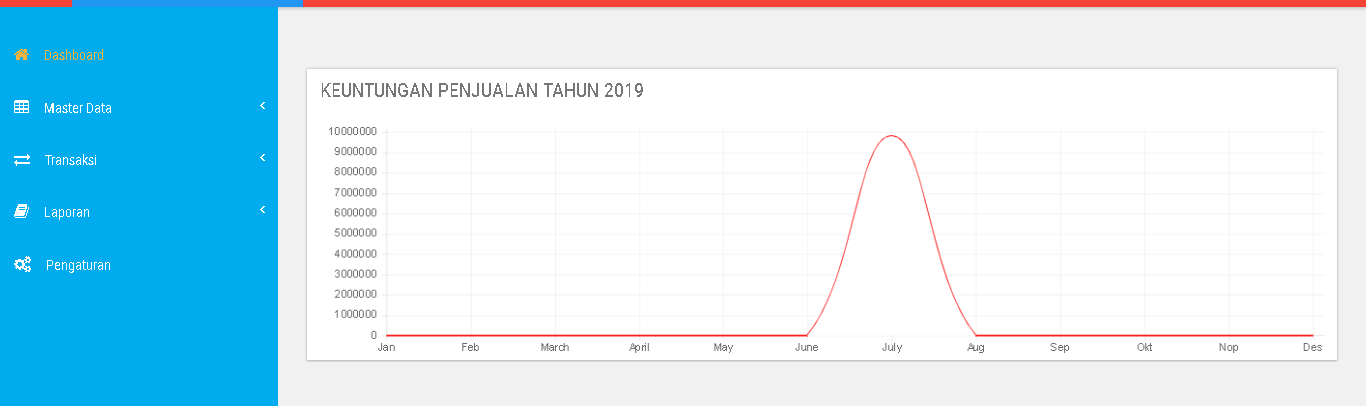 Dashboard
Master Data
Transaksi
Laporan
Pengaturan
KEUNTUNGAN PENJUALAN TAHUN 2019
10000000
9000000
8000000
7000000
6000000
5000000
4000000
3000000
2000000
1000000
0
Jan Feb March April May June July Aug Sep Okt Nop Des